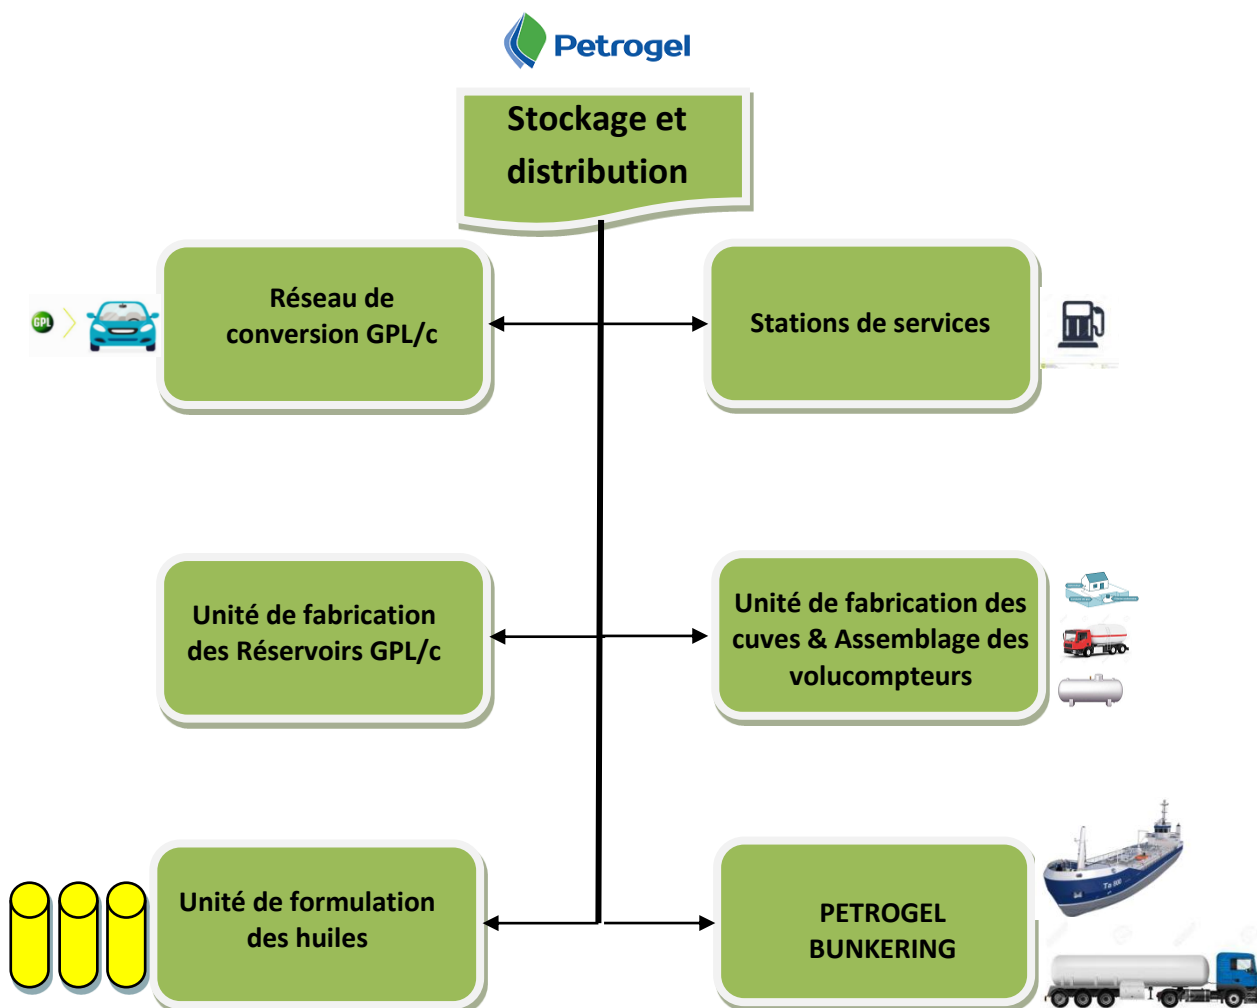 Petrogel
Stockage et
distribution
Réseau de
conversion GPL/c
GPL
Stations de services
Unité de fabrication
des Réservoirs GPL/c
Unité de fabrication des
cuves & Assemblage des
volucompteurs
Unité de formulation
des huiles
PETROGEL
BUNKERING